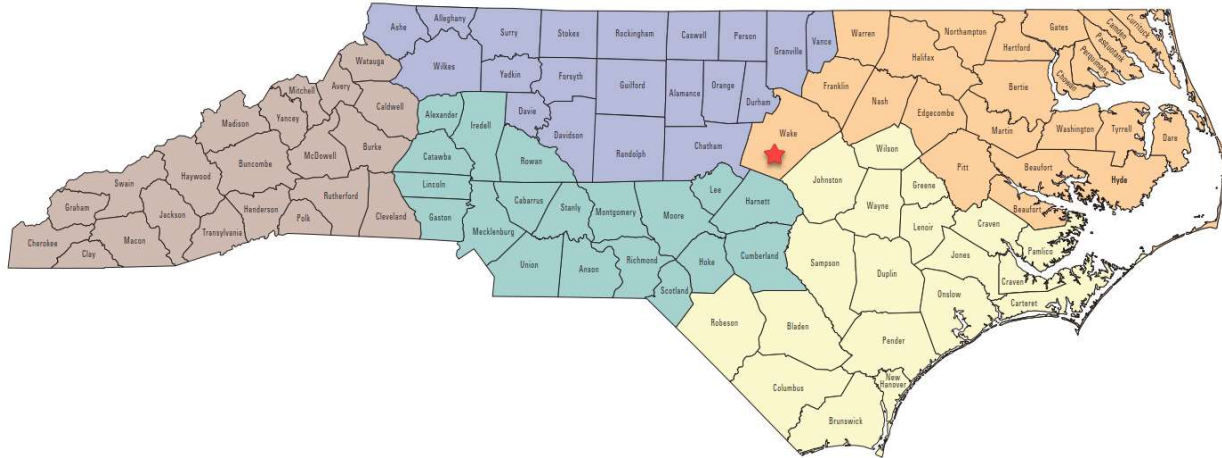 Ashe
Alleghany
Surry
Stokes
Rockingham
Caswell
Person
Granville
Vance
Warren
Northampton
Gates
Currituck
Camden
Pasquotank
Perquimans
Chowan
Hertford
Halifax
Bertie
Watauga
Wilkes
Yadkin
Forsyth
Guilford
Alamance
Orange
Durham
Franklin
Nash
Edgecombe
Martin
Washington
Tyrrell
Dare
Mitchell
Avery
Caldwell
Alexander
Iredell
Davie
Davidson
Randolph
Chatham
Wake
Wilson
Pitt
Beaufort
Hyde
Madison
Yancey
Burke
McDowell
Buncombe
Haywood
Swain
Catawba
Rowan
Lincoln
Lee
Harnett
Johnston
Greene
Wayne
Beaufort
Graham
Jackson
Henderson
Rutherford
Polk
Cleveland
Gaston
Cabarrus
Stanly
Montgomery
Moore
Lenoir
Craven
Pamlico
Cherokee
Clay
Macon
Transylvania
Mecklenburg
Union
Anson
Richmond
Hoke
Cumberland
Scotland
Sampson
Duplin
Jones
Craven
Carteret
Onslow
Robeson
Bladen
Pender
Columbus
New
Hanover
Brunswick